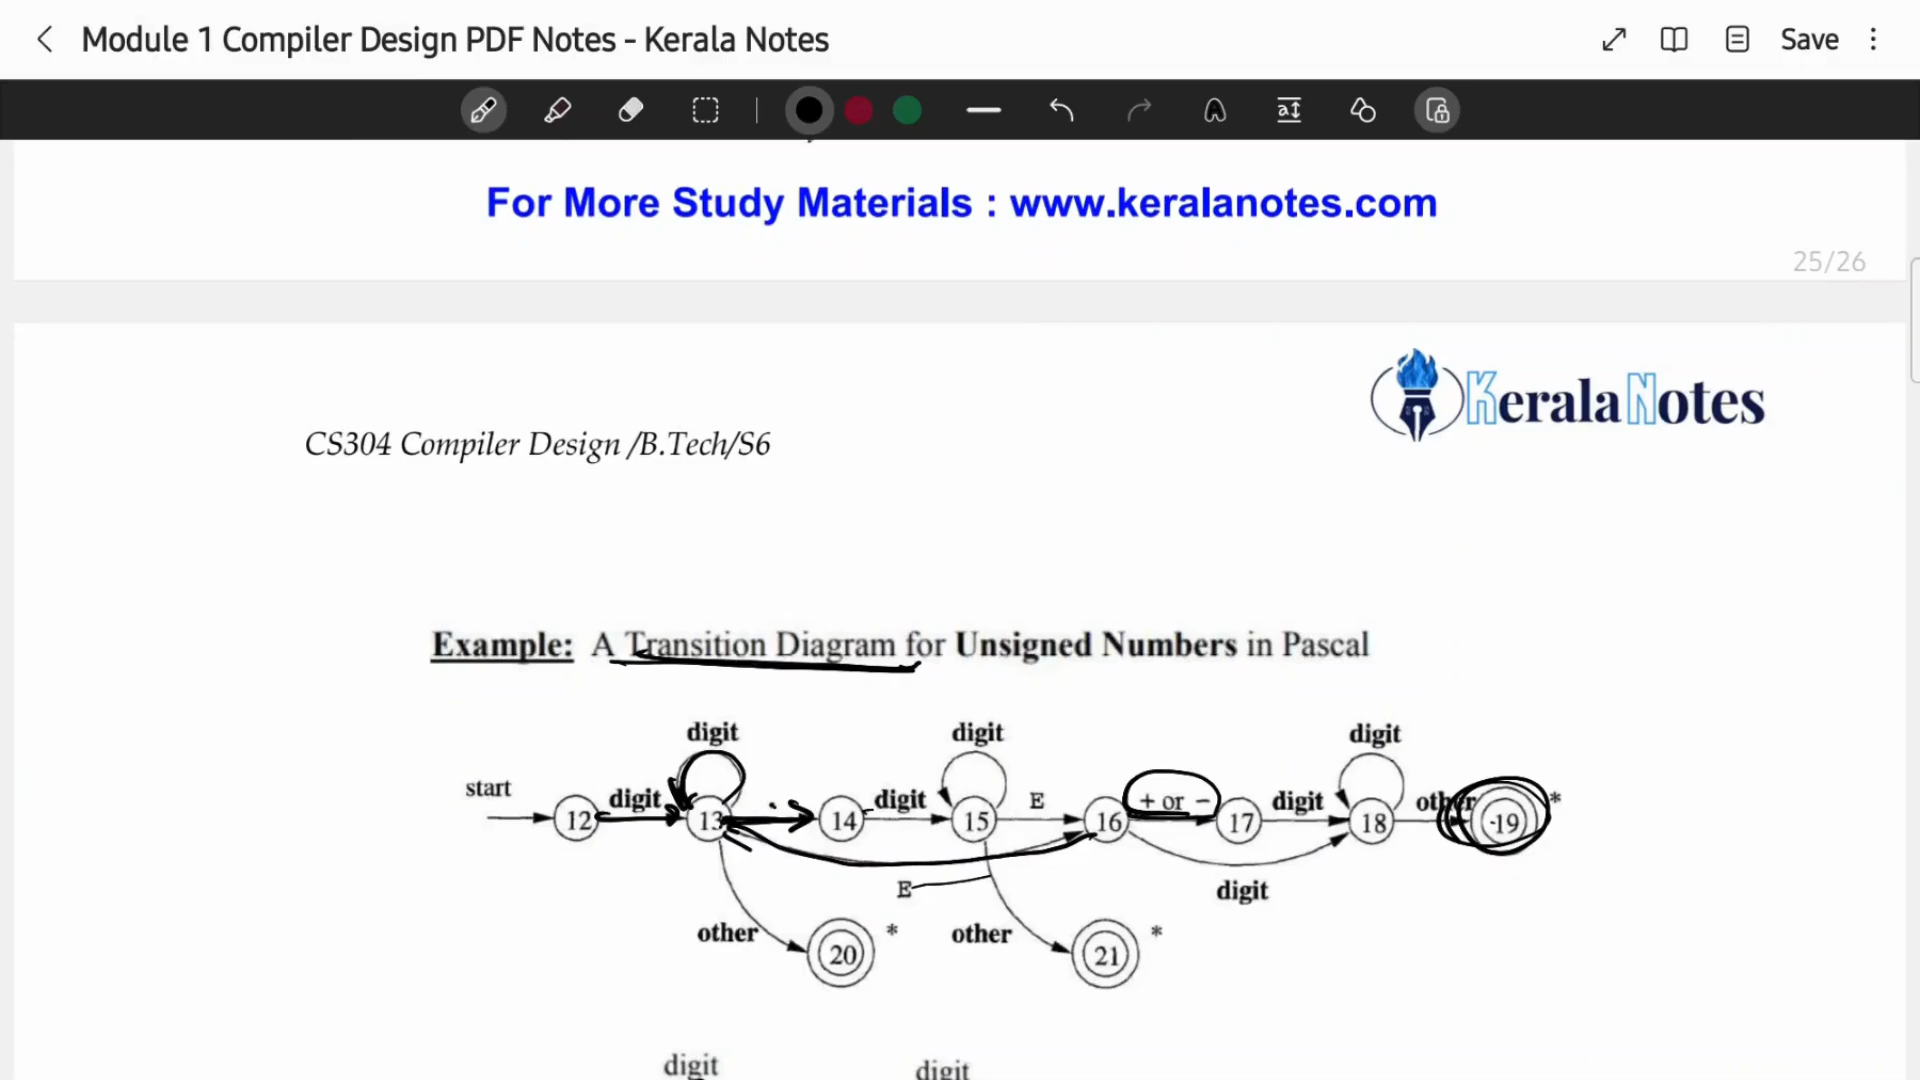 Module 1 Compiler Design PDF Notes - Kerala Notes
Save
For More Study Materials : www.keralanotes.com
25/26
KeralaNotes
CS304 Compiler Design /B.Tech/S6
Example: A Transition Diagram for Unsigned Numbers in Pascal
digit digit digit
start digit . digit E + or - digit other *
12 13 14 15 16 17 18 19
E digit
other * other *
20 21
digit digit